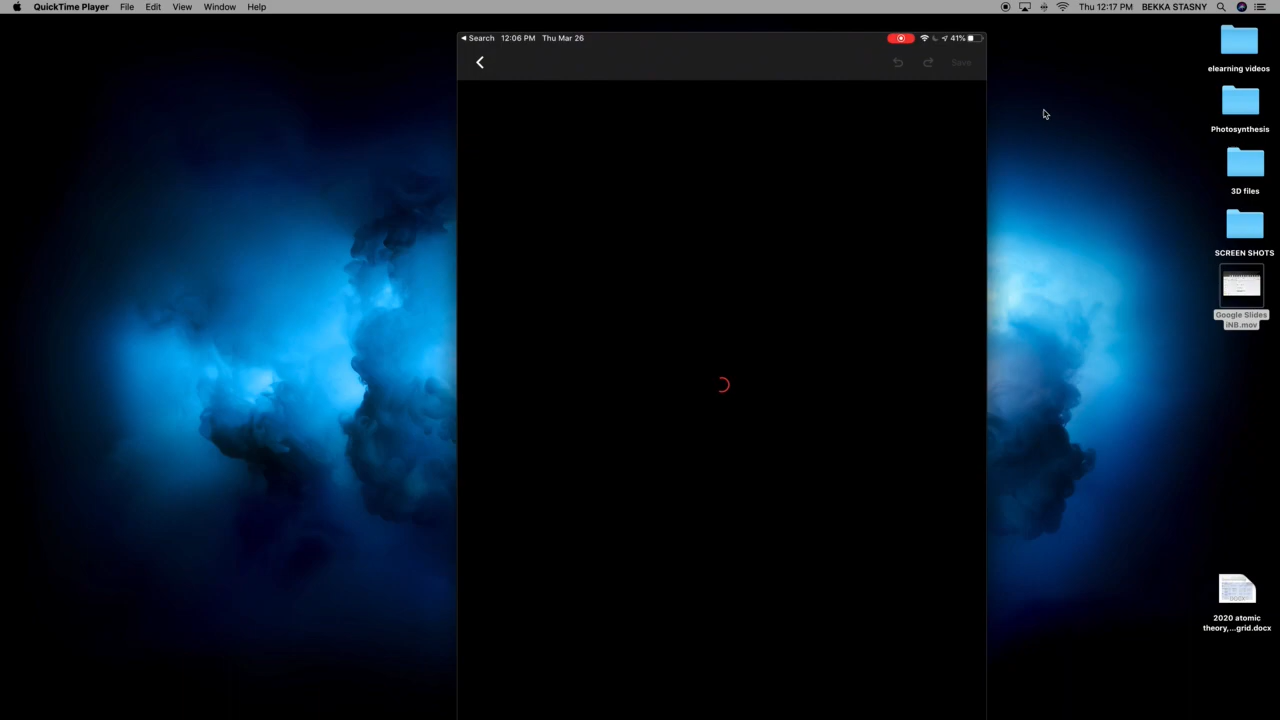 QuickTime Player File Edit View Window Help Thu 12:17 PM BEKKA STASNY
Search 12:06 PM Thu Mar 26 41%
Save
elearning videos
Photosynthesis
3D files
SCREEN SHOTS
Google Slides
iNB.mov
DOCX
2020 atomic
theory,...grid.docx